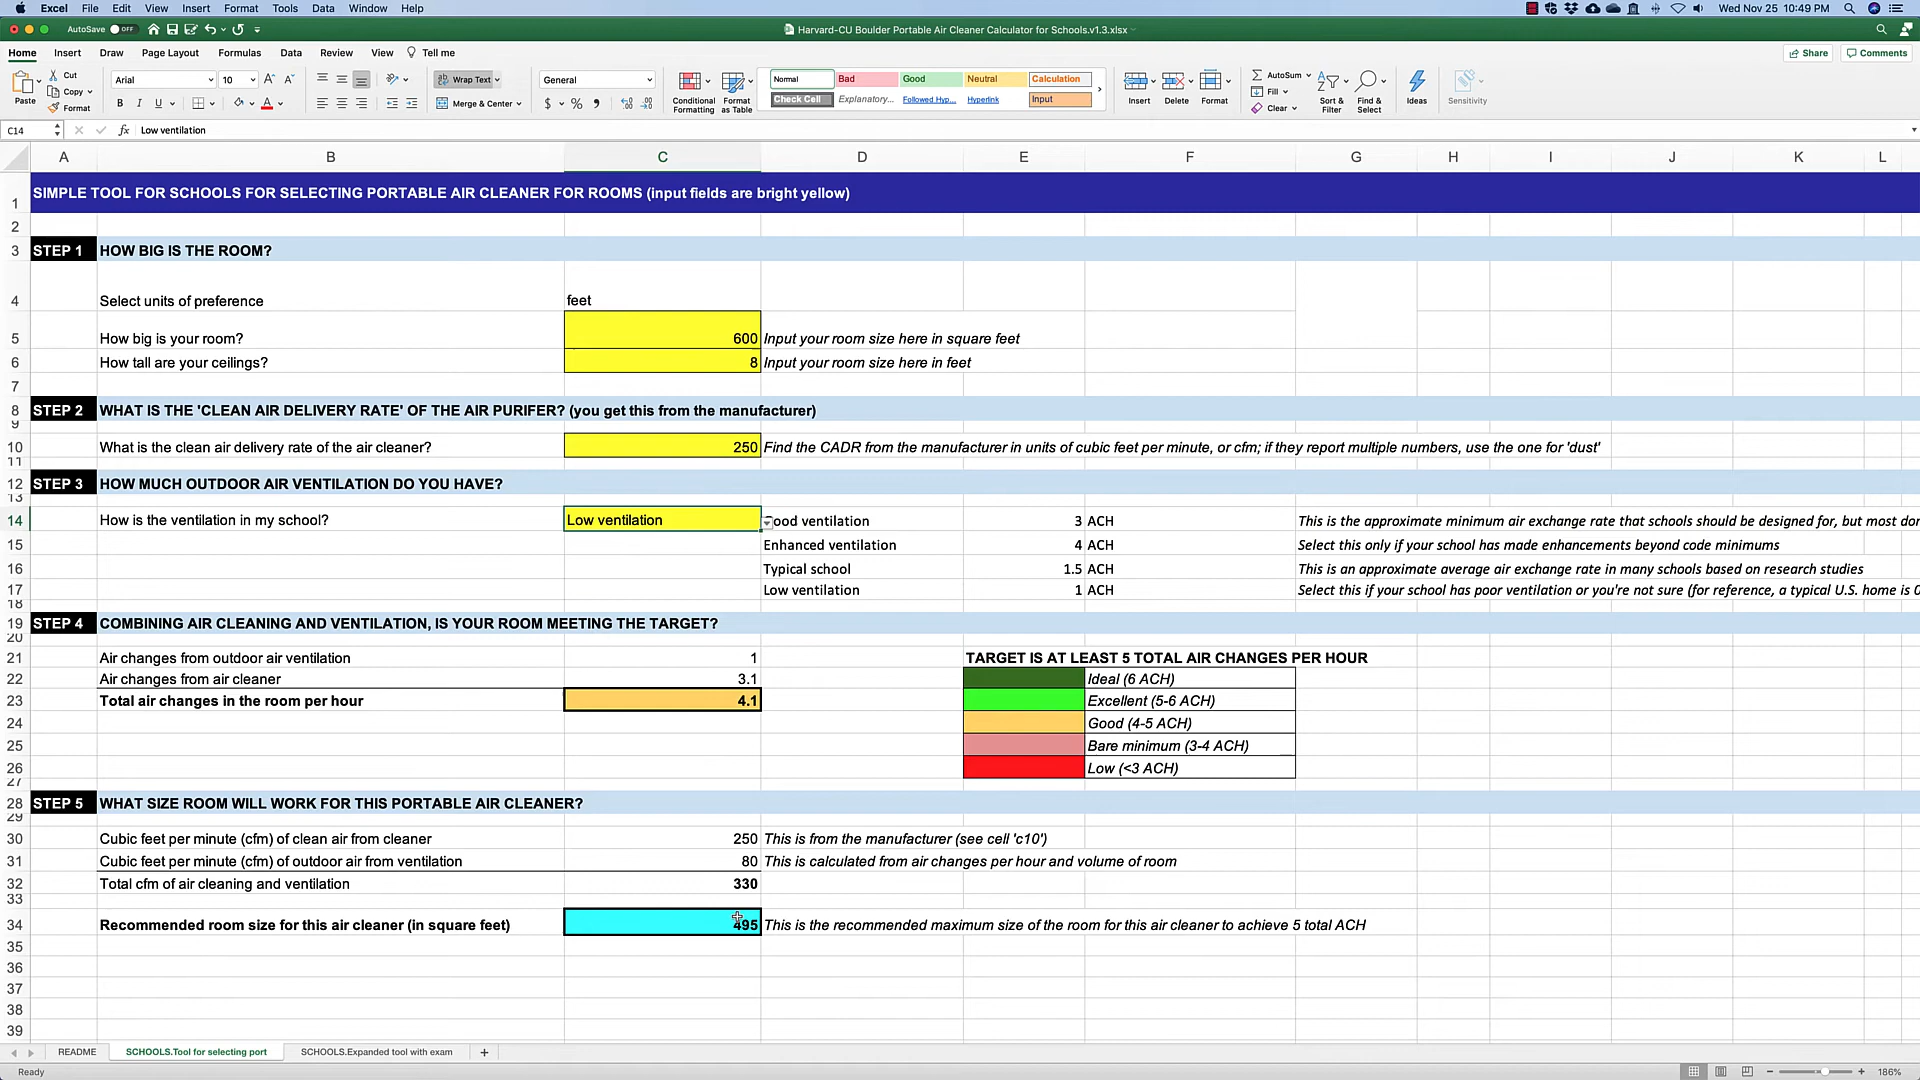 Excel File Edit View Insert Format Tools Data Window Help Wed Nov 25 10:49 PM
AutoSave OFF Harvard-CU Boulder Portable Air Cleaner Calculator for Schools.v1.3.xlsx
Home Insert Draw Page Layout Formulas Data Review View Tell me Share Comments
Paste Cut Copy Format
Arial 10 Wrap Text General
B I U Merge & Center $ %
Conditional Formatting Format as Table
Normal Bad Good Neutral Calculation
Check Cell Explanatory... Followed Hyp... Hyperlink Input
Insert Delete Format
AutoSum Fill Clear
Sort & Filter Find & Select Ideas Sensitivity
C14 fx Low ventilation
A B C D E F G H I J K L
1 SIMPLE TOOL FOR SCHOOLS FOR SELECTING PORTABLE AIR CLEANER FOR ROOMS (input fields are bright yellow)
2
3 STEP 1 HOW BIG IS THE ROOM?
4 Select units of preference feet
5 How big is your room? 600 Input your room size here in square feet
6 How tall are your ceilings? 8 Input your room size here in feet
7
8 STEP 2 WHAT IS THE 'CLEAN AIR DELIVERY RATE' OF THE AIR PURIFER? (you get this from the manufacturer)
9
10 What is the clean air delivery rate of the air cleaner? 250 Find the CADR from the manufacturer in units of cubic feet per minute, or cfm; if they report multiple numbers, use the one for 'dust'
11
12 STEP 3 HOW MUCH OUTDOOR AIR VENTILATION DO YOU HAVE?
13
14 How is the ventilation in my school? Low ventilation ood ventilation 3 ACH This is the approximate minimum air exchange rate that schools should be designed for, but most
15 Enhanced ventilation 4 ACH Select this only if your school has made enhancements beyond code minimums
16 Typical school 1.5 ACH This is an approximate average air exchange rate in many schools based on research studies
17 Low ventilation 1 ACH Select this if your school has poor ventilation or you're not sure (for reference, a typical U.S. home is
18
19 STEP 4 COMBINING AIR CLEANING AND VENTILATION, IS YOUR ROOM MEETING THE TARGET?
20
21 Air changes from outdoor air ventilation 1 TARGET IS AT LEAST 5 TOTAL AIR CHANGES PER HOUR
22 Air changes from air cleaner 3.1 Ideal (6 ACH)
23 Total air changes in the room per hour 4.1 Excellent (5-6 ACH)
24 Good (4-5 ACH)
25 Bare minimum (3-4 ACH)
26 Low (<3 ACH)
27
28 STEP 5 WHAT SIZE ROOM WILL WORK FOR THIS PORTABLE AIR CLEANER?
29
30 Cubic feet per minute (cfm) of clean air from cleaner 250 This is from the manufacturer (see cell 'c10')
31 Cubic feet per minute (cfm) of outdoor air from ventilation 80 This is calculated from air changes per hour and volume of room
32 Total cfm of air cleaning and ventilation 330
33
34 Recommended room size for this air cleaner (in square feet) 495 This is the recommended maximum size of the room for this air cleaner to achieve 5 total ACH
35
36
37
38
39
README SCHOOLS.Tool for selecting port SCHOOLS.Expanded tool with exam +
Ready 186%